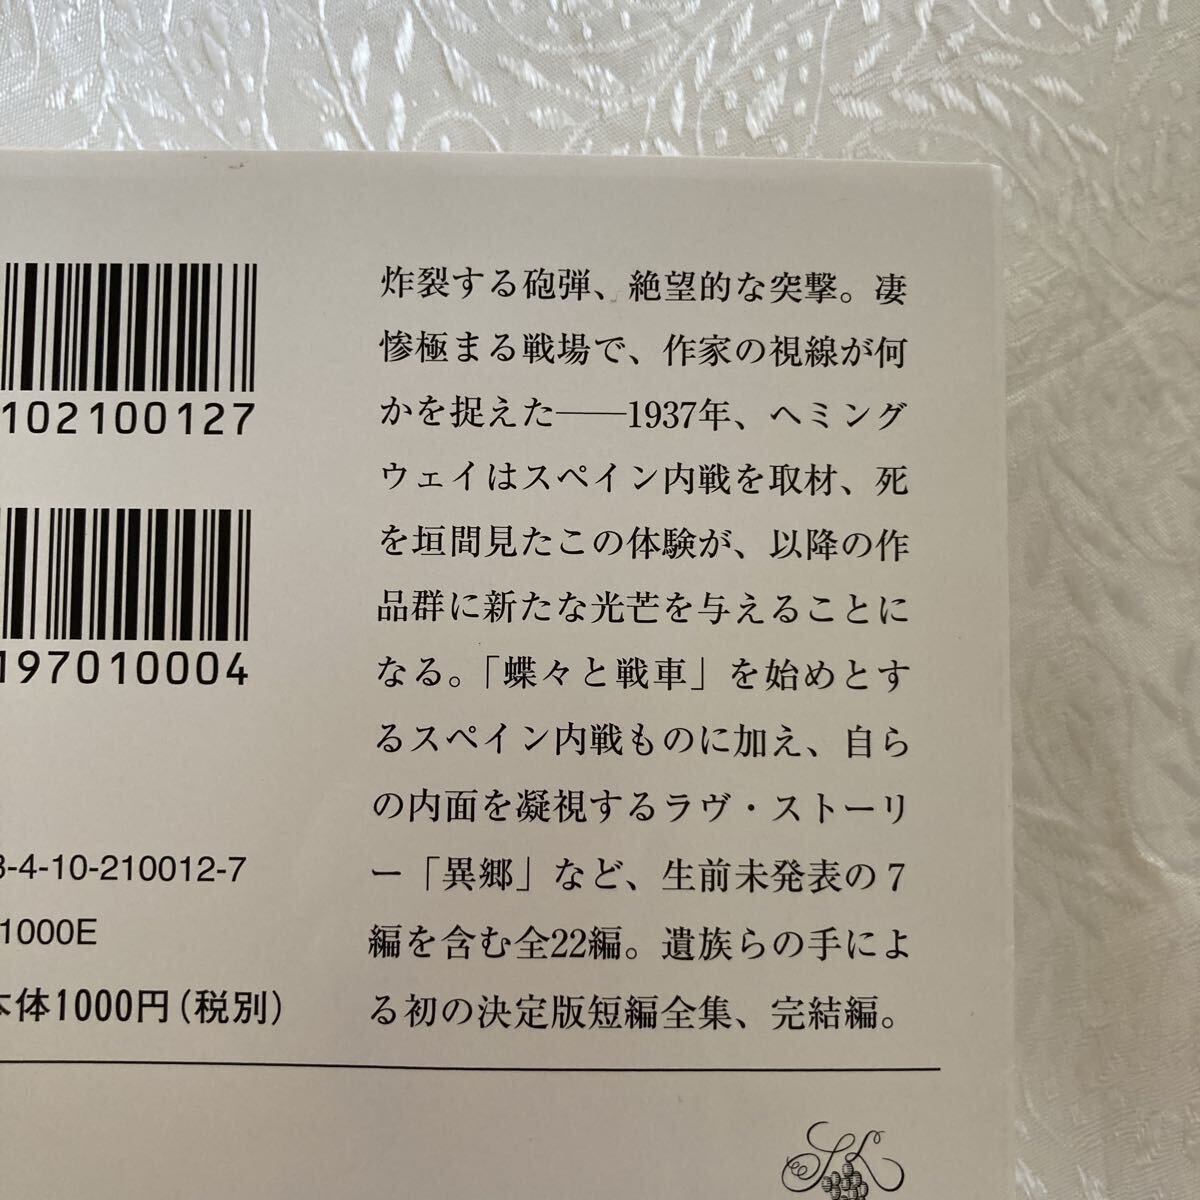 炸裂する砲弾、絶望的な突撃。凄
惨極まる戦場で、作家の視線が何
かを捉えた――1937年、ヘミング
ウェイはスペイン内戦を取材、死
を垣間見たこの体験が、以降の作
品群に新たな光芒を与えることに
なる。「蝶々と戦車」を始めとす
るスペイン内戦ものに加え、自ら
の内面を凝視するラヴ・ストーリ
ー「異郷」など、生前未発表の7
編を含む全22編。遺族らの手によ
る初の決定版短編全集、完結編。
102100127
197010004
3-4-10-210012-7
1000E
本体1000円(税別)